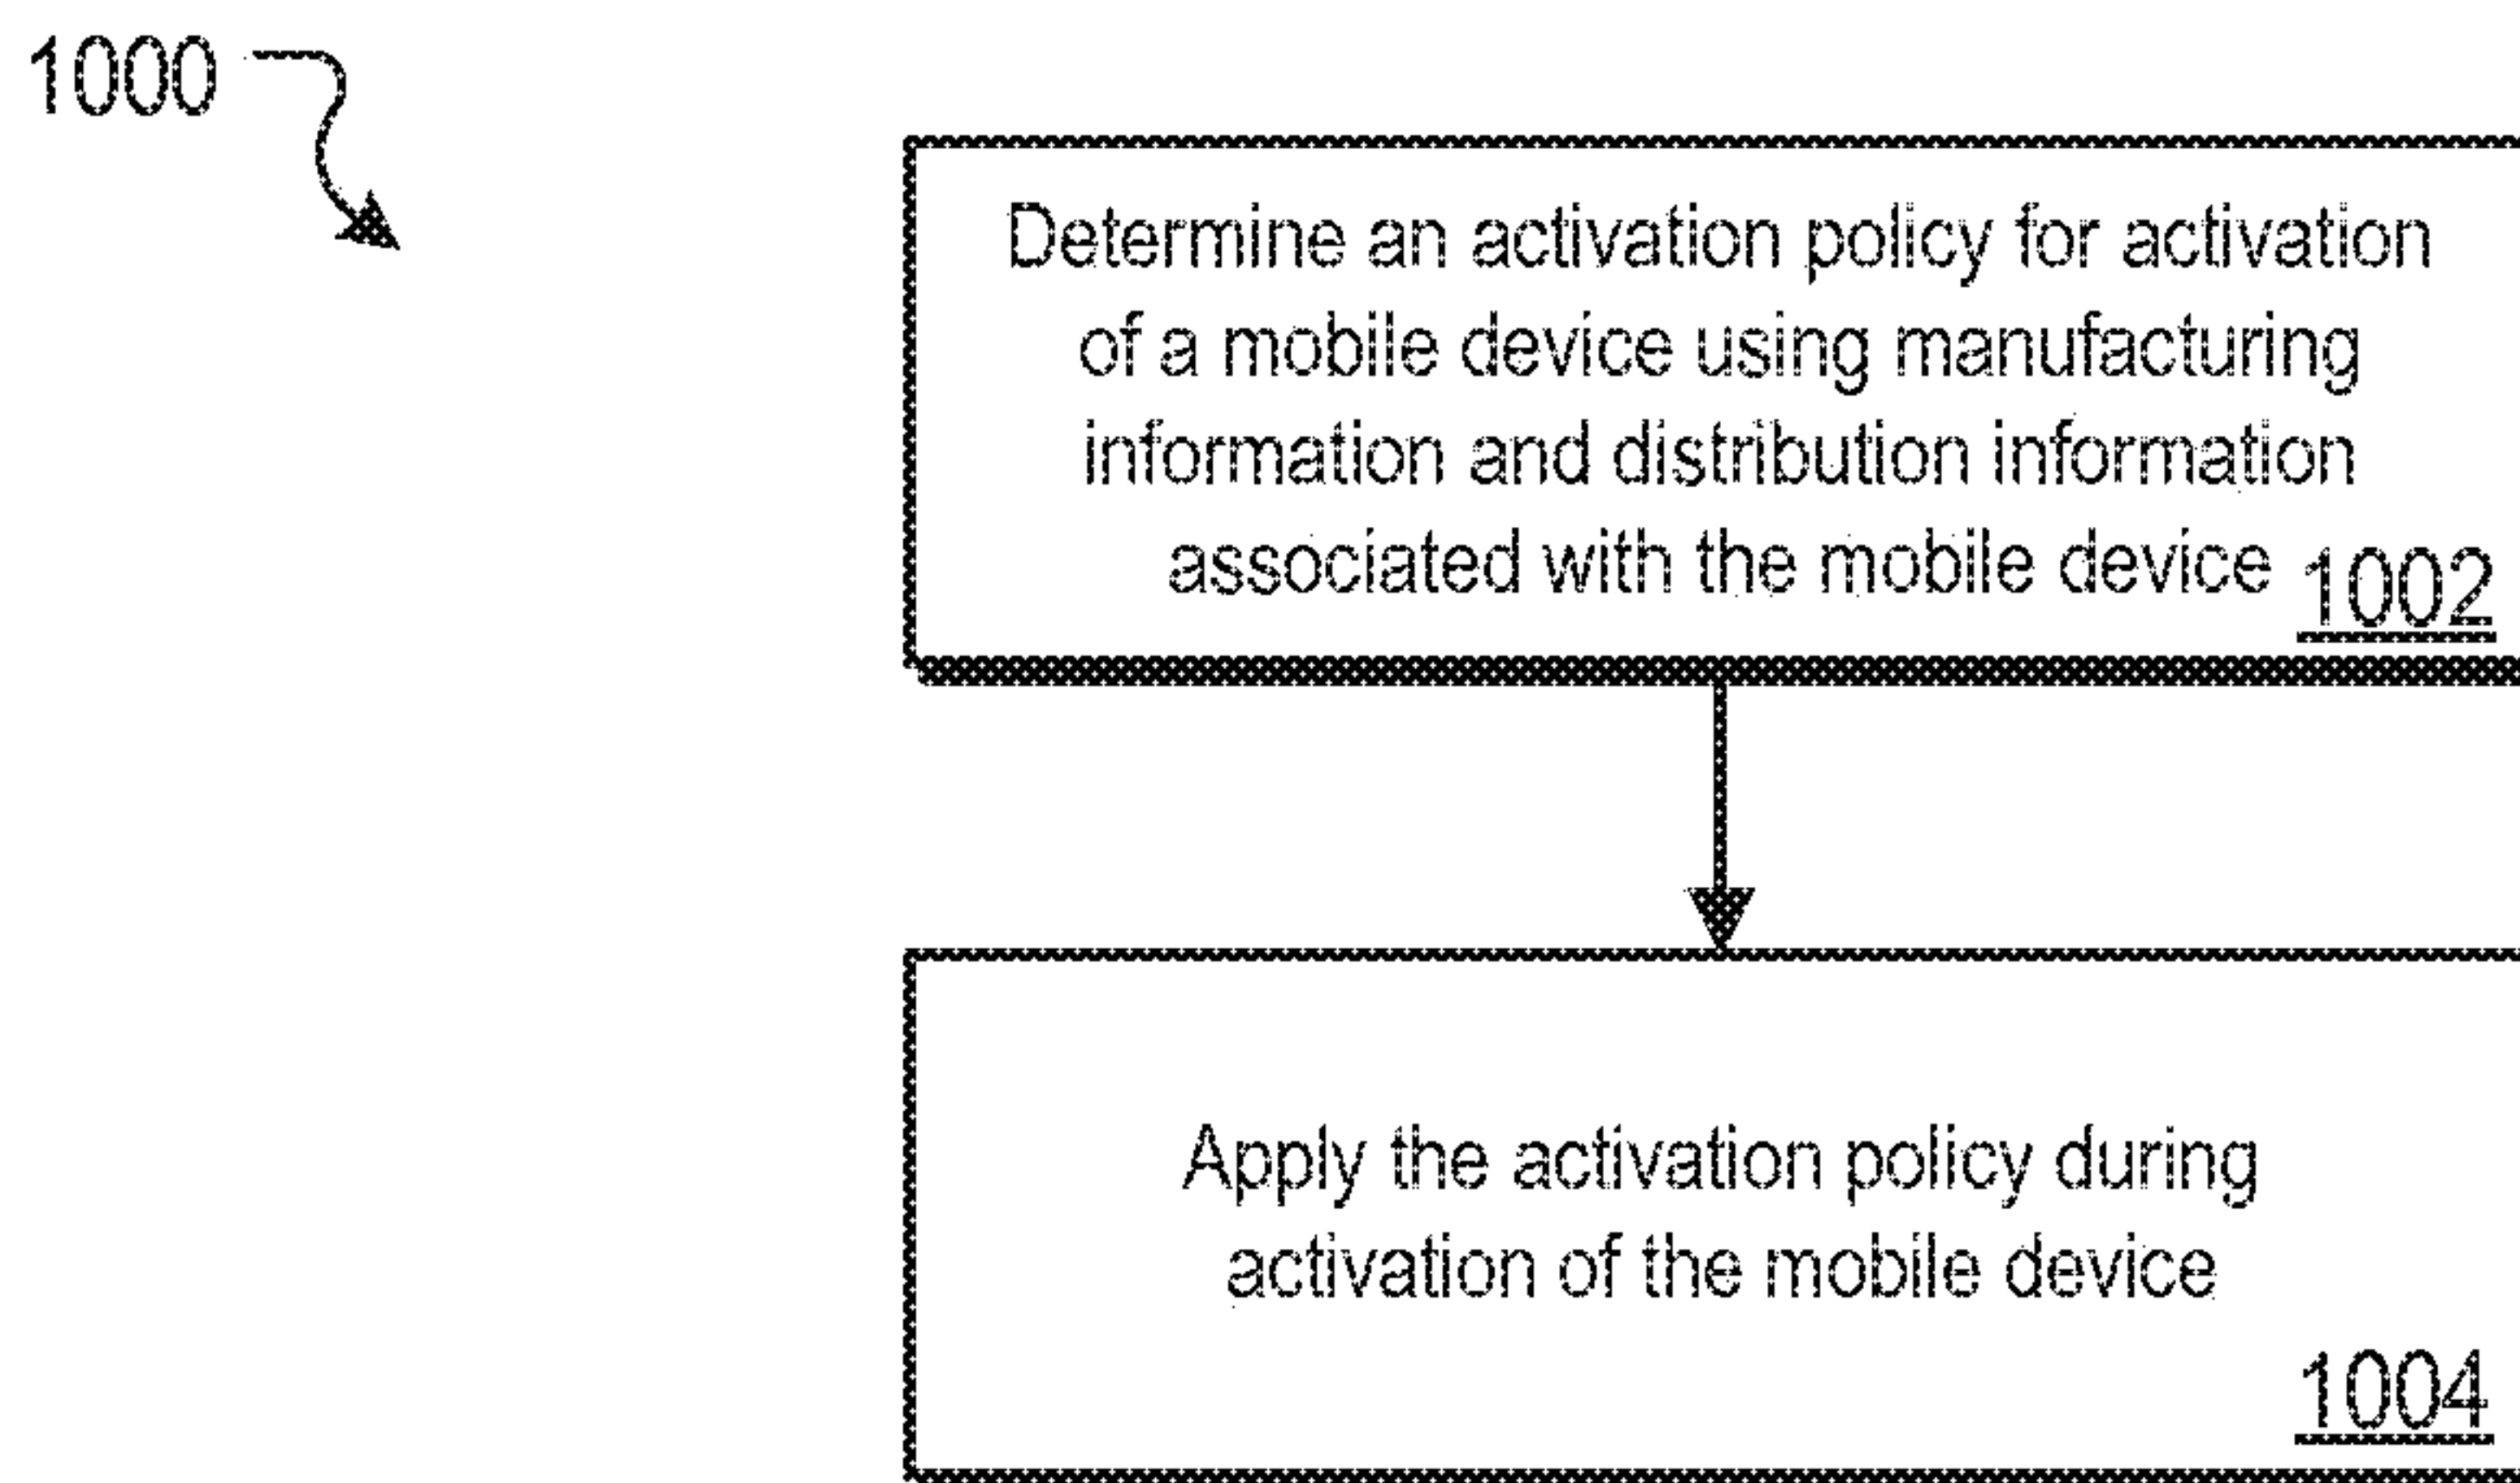 1000
Determine an activation policy for activation
of a mobile device using manufacturing
information and distribution information
associated with the mobile device 1002
Apply the activation policy during
activation of the mobile device
1004